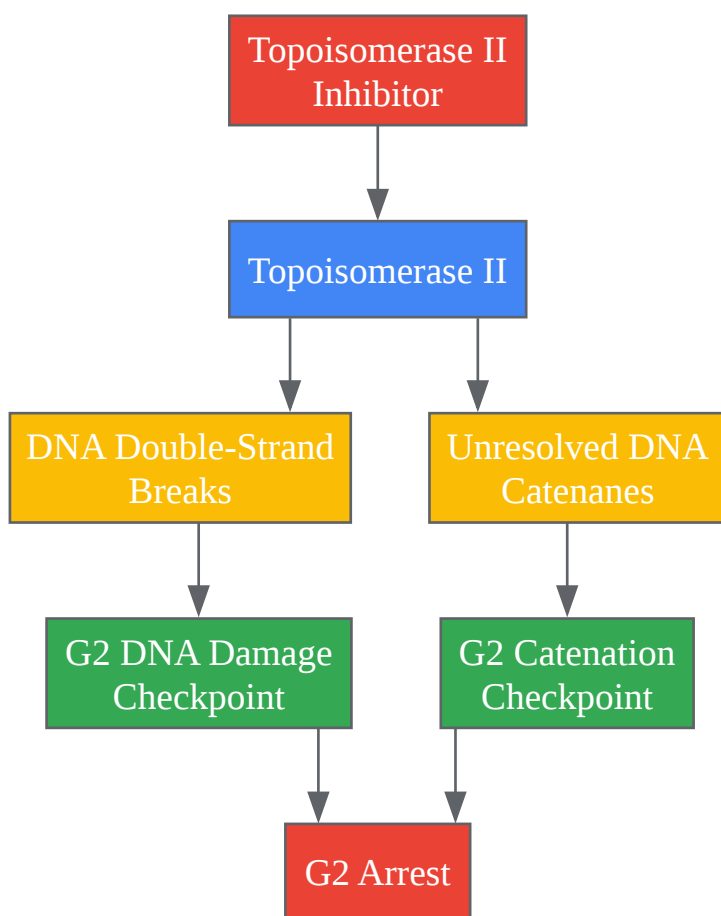 Topoisomerase II
Inhibitor
Topoisomerase II
DNA Double-Strand
Breaks
Unresolved DNA
Catenanes
G2 DNA Damage
Checkpoint
G2 Catenation
Checkpoint
G2 Arrest